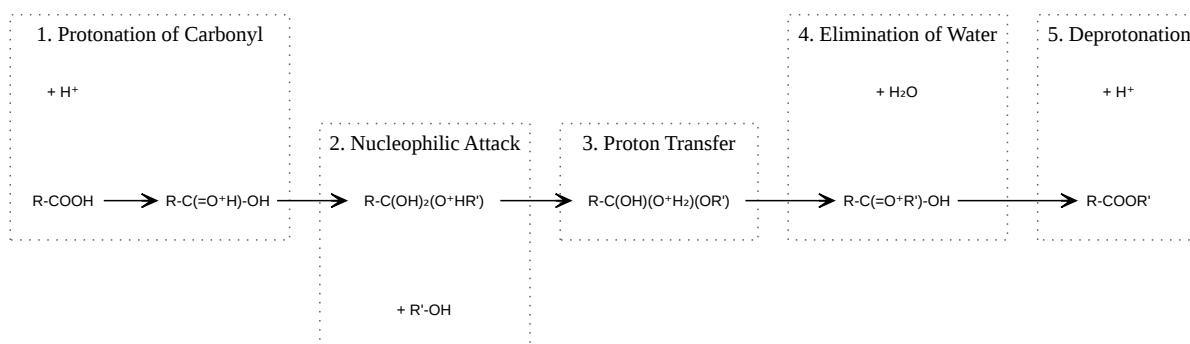 1. Protonation of Carbonyl
+ H⁺
R-COOH
R-C(=O⁺H)-OH
2. Nucleophilic Attack
R-C(OH)₂(O⁺HR')
+ R'-OH
3. Proton Transfer
R-C(OH)(O⁺H₂)(OR')
4. Elimination of Water
+ H₂O
R-C(=O⁺R')-OH
5. Deprotonation
+ H⁺
R-COOR'